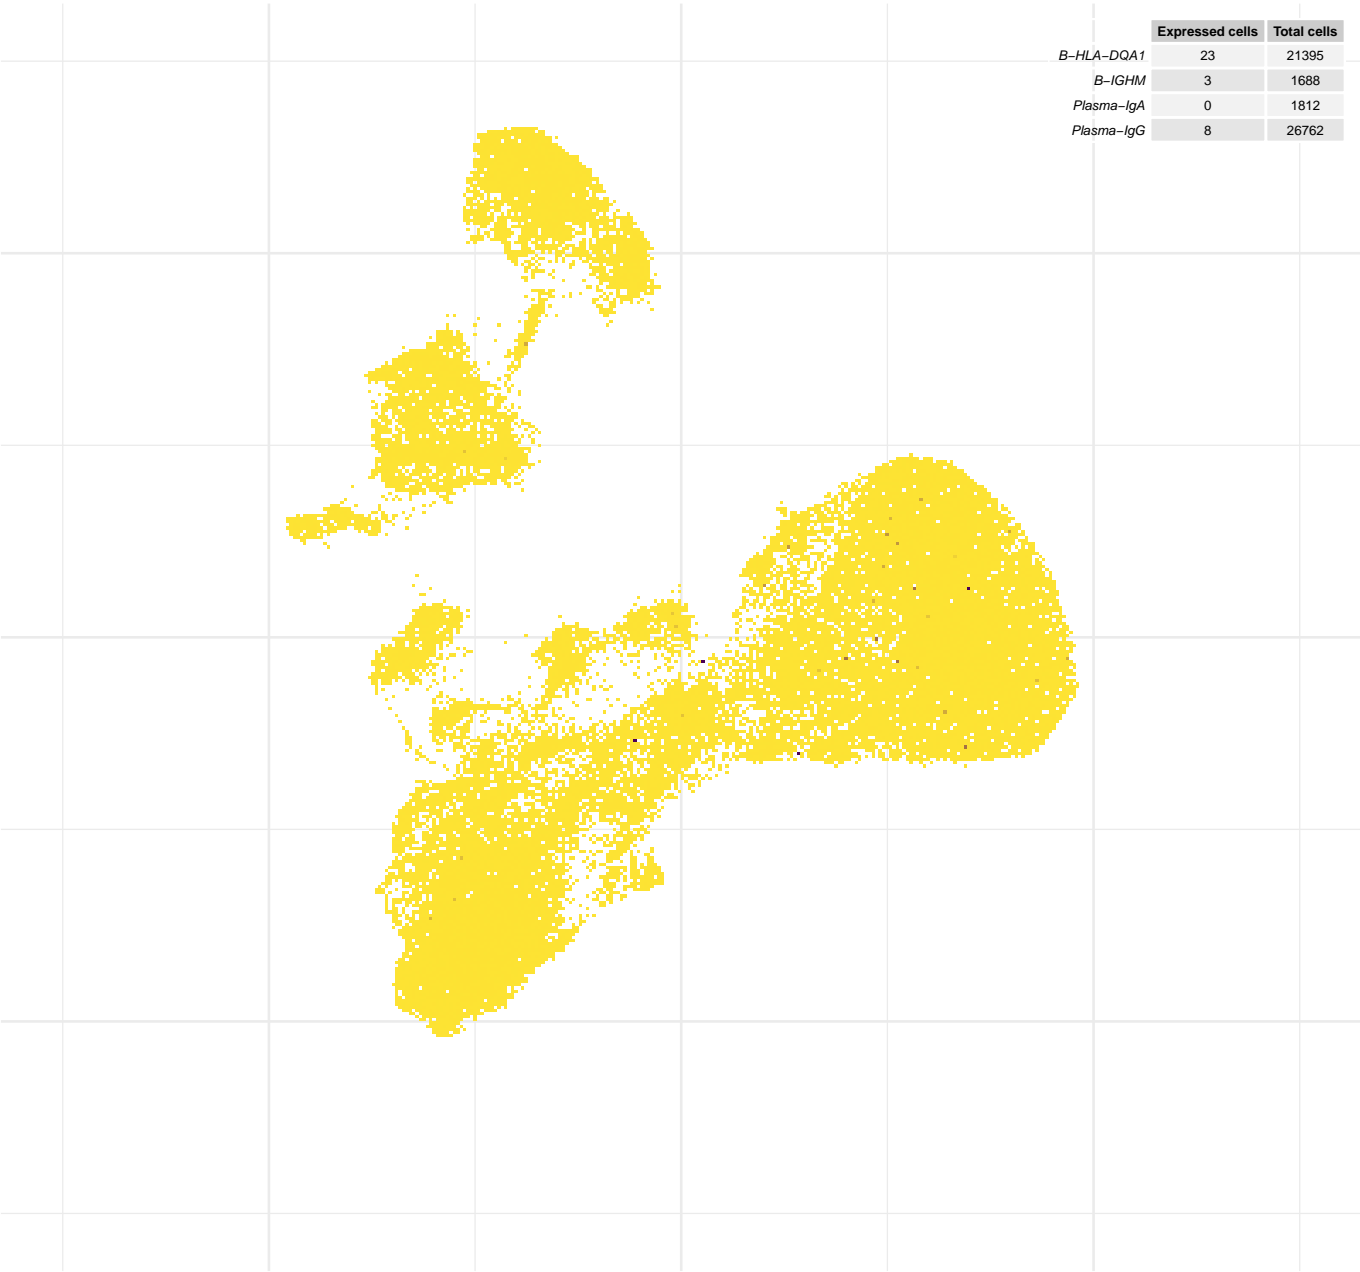 Expressed cells Total cells
B−HLA−DQA1 23 21395
B−IGHM 3 1688
Plasma−IgA 0 1812
Plasma−IgG 8 26762